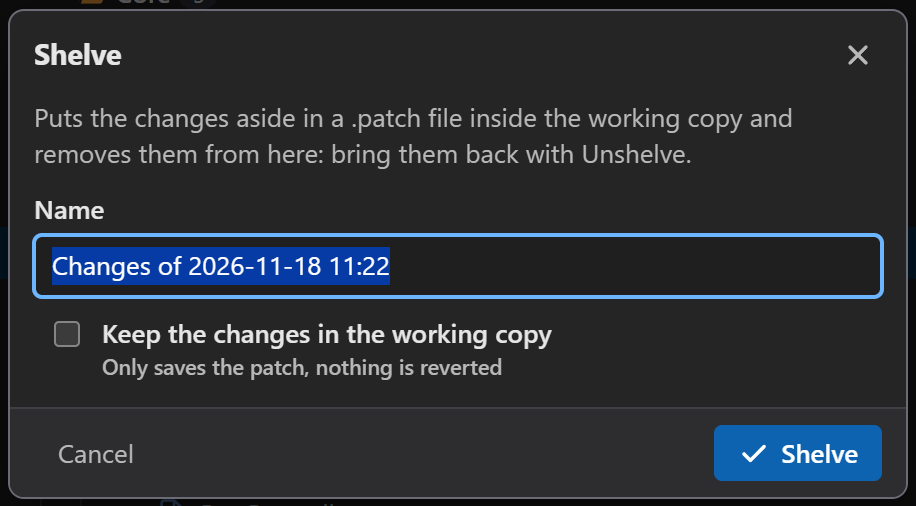 Shelve
Puts the changes aside in a .patch file inside the working copy and
removes them from here: bring them back with Unshelve.
Name
Changes of 2026-11-18 11:22
Keep the changes in the working copy
Only saves the patch, nothing is reverted
Cancel
Shelve